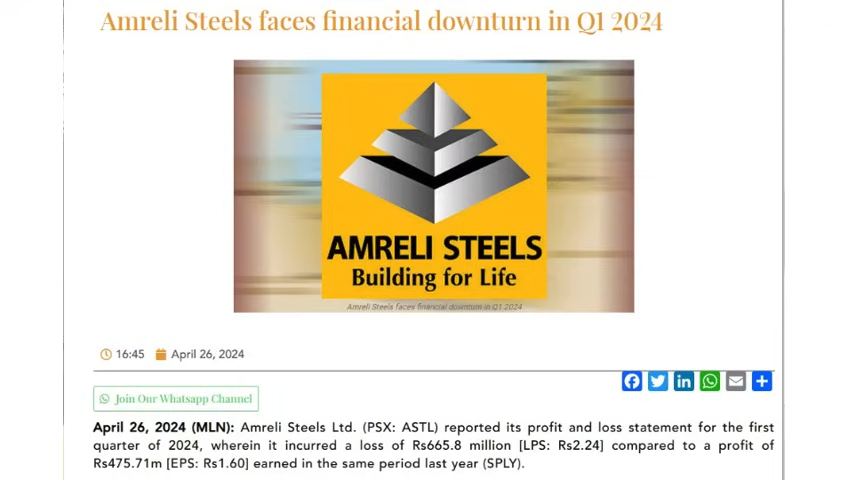 Amreli Steels faces financial downturn in Q1 2024
AMRELI STEELS
Building for Life
Amreli Steels faces financial downturn in Q1 2024
16:45 April 26, 2024
Join Our Whatsapp Channel
April 26, 2024 (MLN): Amreli Steels Ltd. (PSX: ASTL) reported its profit and loss statement for the first
quarter of 2024, wherein it incurred a loss of Rs665.8 million [LPS: Rs2.24] compared to a profit of
Rs475.71m [EPS: Rs1.60] earned in the same period last year (SPLY).